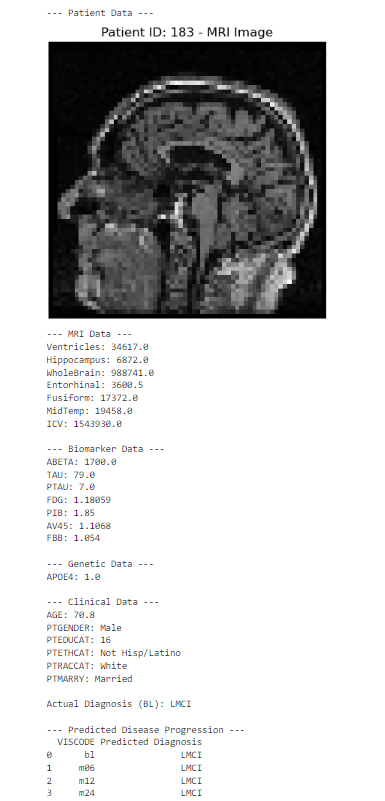 --- Patient Data ---
Patient ID: 183 - MRI Image
--- MRI Data ---
Ventricles: 34617.0
Hippocampus: 6872.0
WholeBrain: 988741.0
Entorhinal: 3600.5
Fusiform: 17372.0
MidTemp: 19458.0
ICV: 1543930.0
--- Biomarker Data ---
ABETA: 1700.0
TAU: 79.0
PTAU: 7.0
FDG: 1.18059
PIB: 1.85
AV45: 1.1068
FBB: 1.054
--- Genetic Data ---
APOE4: 1.0
--- Clinical Data ---
AGE: 70.8
PTGENDER: Male
PTEDUCAT: 16
PTETHCAT: Not Hisp/Latino
PTRACCAT: White
PTMARRY: Married
Actual Diagnosis (BL): LMCI
--- Predicted Disease Progression ---
VISCODE Predicted Diagnosis
0 bl LMCI
1 m06 LMCI
2 m12 LMCI
3 m24 LMCI